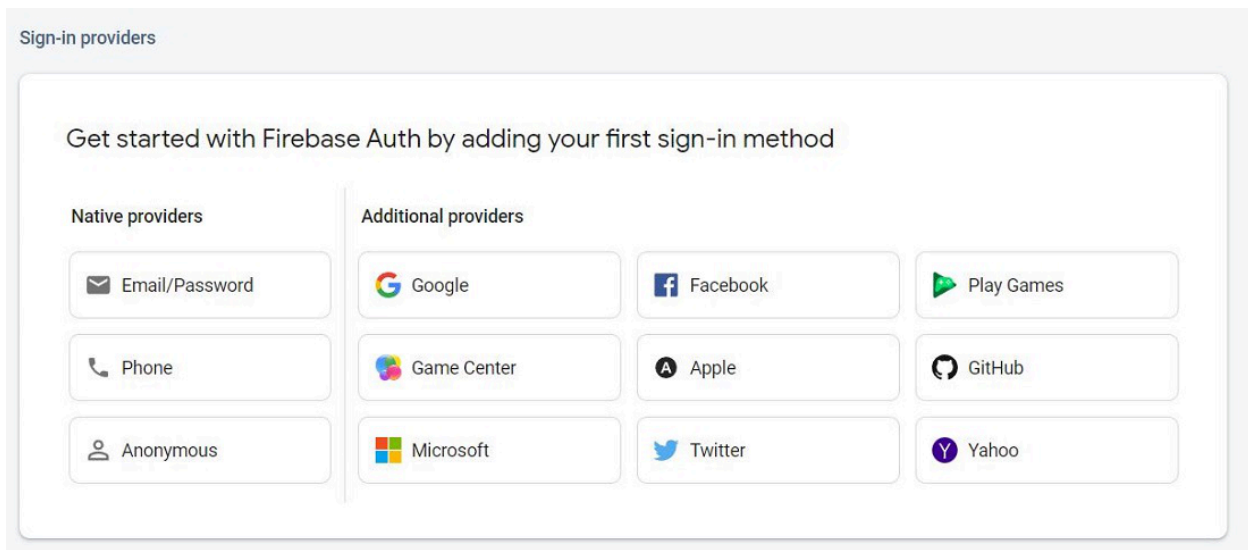 Sign-in providers
Get started with Firebase Auth by adding your first sign-in method
Native providers
Additional providers
Email/Password
Google
Facebook
Play Games
Phone
Game Center
Apple
GitHub
Anonymous
Microsoft
Twitter
Yahoo